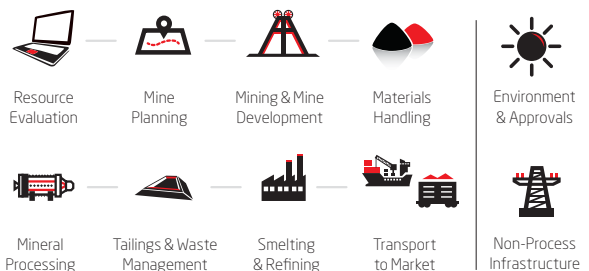 Resource
Evaluation
Mine
Planning
Mining & Mine
Development
Materials
Handling
Environment
& Approvals
Mineral
Processing
Tailings & Waste
Management
Smelting
& Refining
Transport
to Market
Non-Process
Infrastructure